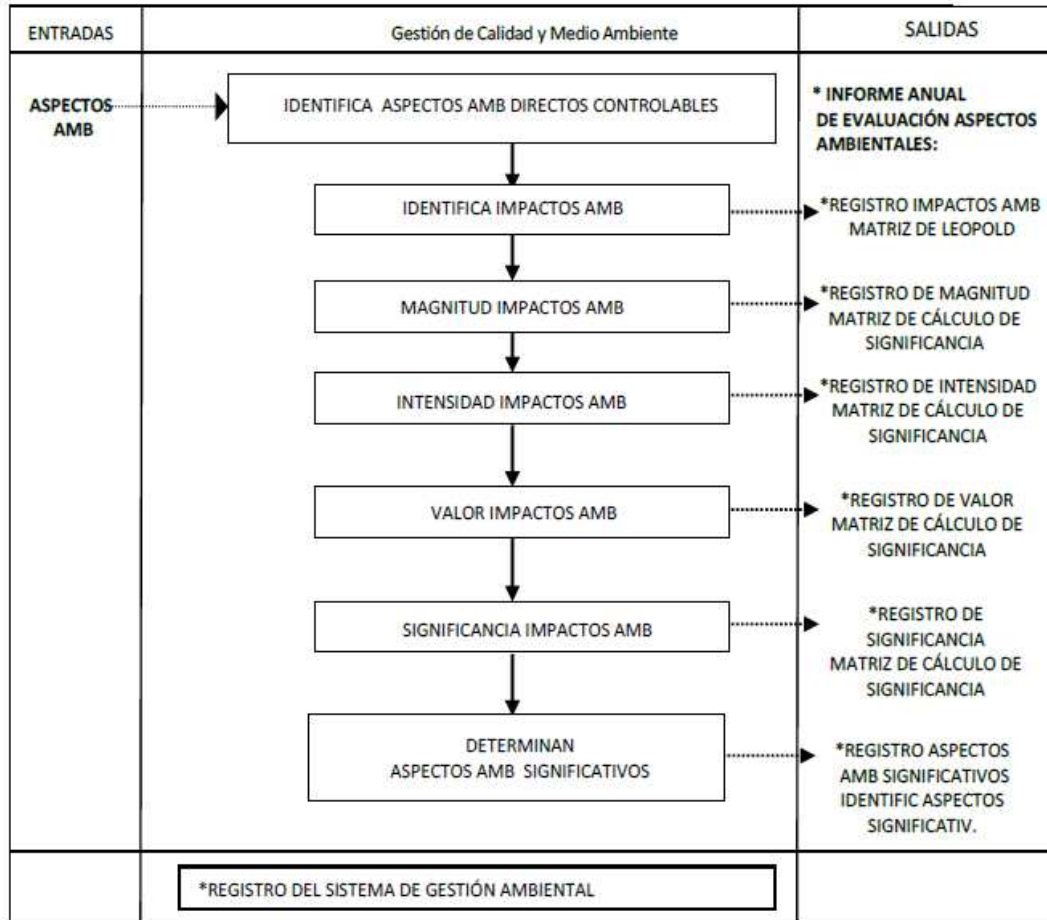 ENTRADAS
Gestión de Calidad y Medio Ambiente
SALIDAS
ASPECTOS
AMB
IDENTIFICA ASPECTOS AMB DIRECTOS CONTROLABLES
* INFORME ANUAL
DE EVALUACIÓN ASPECTOS
AMBIENTALES:
IDENTIFICA IMPACTOS AMB
*REGISTRO IMPACTOS AMB
MATRIZ DE LEOPOLD
MAGNITUD IMPACTOS AMB
*REGISTRO DE MAGNITUD
MATRIZ DE CÁLCULO DE
SIGNIFICANCIA
INTENSIDAD IMPACTOS AMB
*REGISTRO DE INTENSIDAD
MATRIZ DE CÁLCULO DE
SIGNIFICANCIA
VALOR IMPACTOS AMB
*REGISTRO DE VALOR
MATRIZ DE CÁLCULO DE
SIGNIFICANCIA
SIGNIFICANCIA IMPACTOS AMB
*REGISTRO DE
SIGNIFICANCIA
MATRIZ DE CÁLCULO DE
SIGNIFICANCIA
DETERMINAN
ASPECTOS AMB SIGNIFICATIVOS
*REGISTRO ASPECTOS
AMB SIGNIFICATIVOS
IDENTIFIC ASPECTOS
SIGNIFICATIV.
*REGISTRO DEL SISTEMA DE GESTIÓN AMBIENTAL